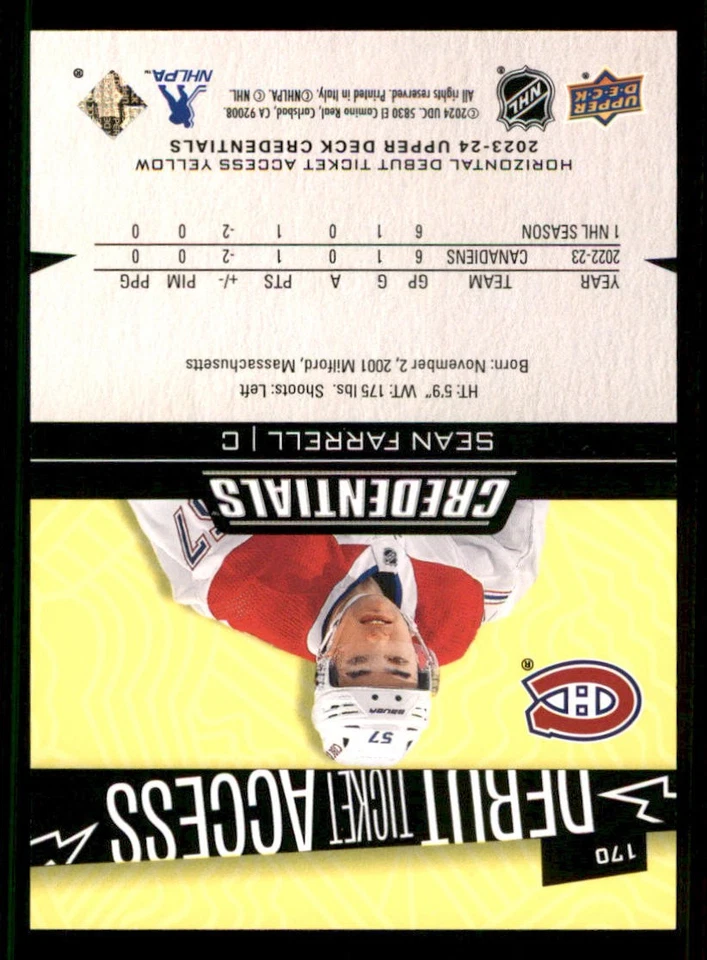 170
DEBUT TICKET ACCESS
57
BAUER
CREDENTIALS
57
SEAN FARRELL | C
HT: 5'9" WT: 175 lbs. Shoots: Left
Born: November 2, 2001 Milford, Massachusetts
YEAR TEAM GP G A PTS +/- PIM PPG
2022-23 CANADIENS 6 1 0 1 -2 0 0
1 NHL SEASON 6 1 0 1 -2 0 0
HORIZONTAL DEBUT TICKET ACCESS YELLOW
2023-24 UPPER DECK CREDENTIALS
UPPER DECK ®
NHL ®
©2024 UDC. 5830 El Camino Real, Carlsbad, CA 92008.
All rights reserved. Printed in Italy. ©NHLPA. © NHL.
NHLPA™